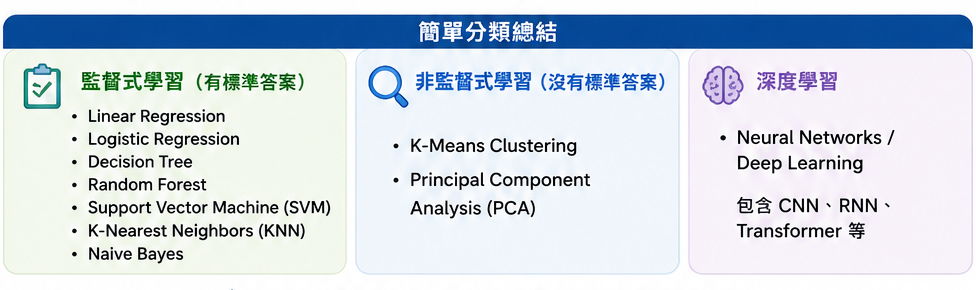 簡單分類總結
監督式學習（有標準答案）
• Linear Regression
• Logistic Regression
• Decision Tree
• Random Forest
• Support Vector Machine (SVM)
• K-Nearest Neighbors (KNN)
• Naive Bayes
非監督式學習（沒有標準答案）
• K-Means Clustering
• Principal Component
Analysis (PCA)
深度學習
• Neural Networks /
Deep Learning
包含 CNN、RNN、
Transformer 等